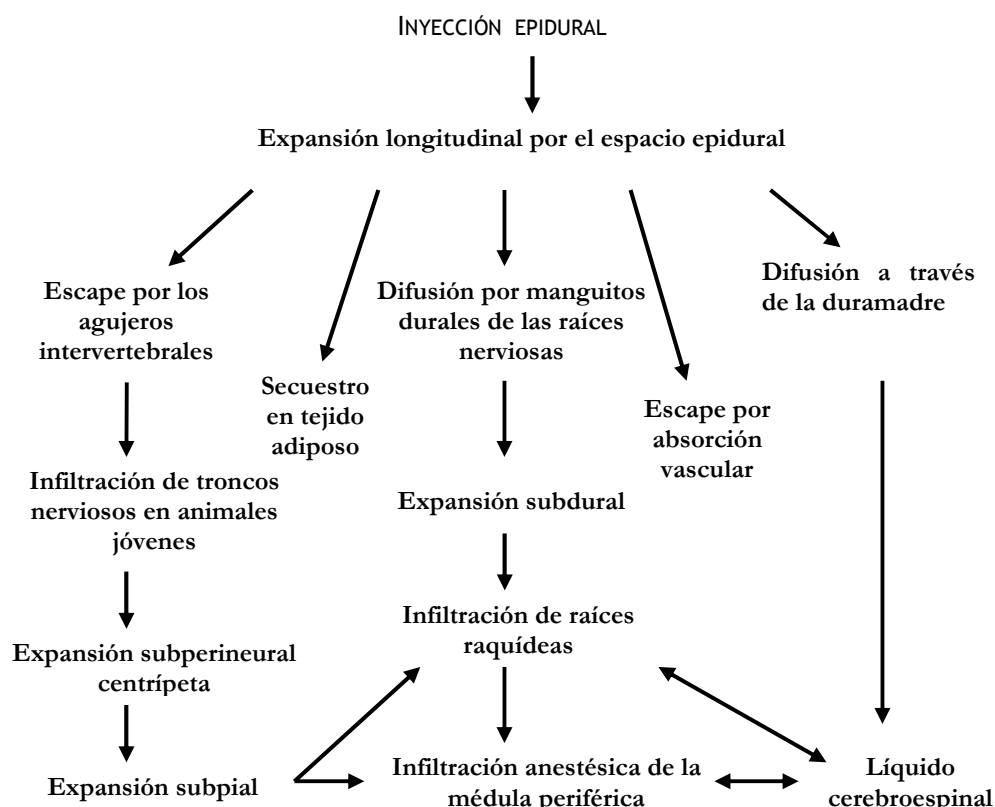 INYECCIÓN EPIDURAL
Expansión longitudinal por el espacio epidural
Escape por los
agujeros
intervertebrales
Secuestro
en tejido
adiposo
Difusión por manguitos
durales de las raíces
nerviosas
Escape por
absorción
vascular
Difusión a través
de la duramadre
Infiltración de troncos
nerviosos en animales
jóvenes
Expansión subdural
Expansión subperineural
centrípeta
Infiltración de raíces
raquídeas
Expansión subpial
Infiltración anestésica de la
médula periférica
Líquido
cerebroespinal